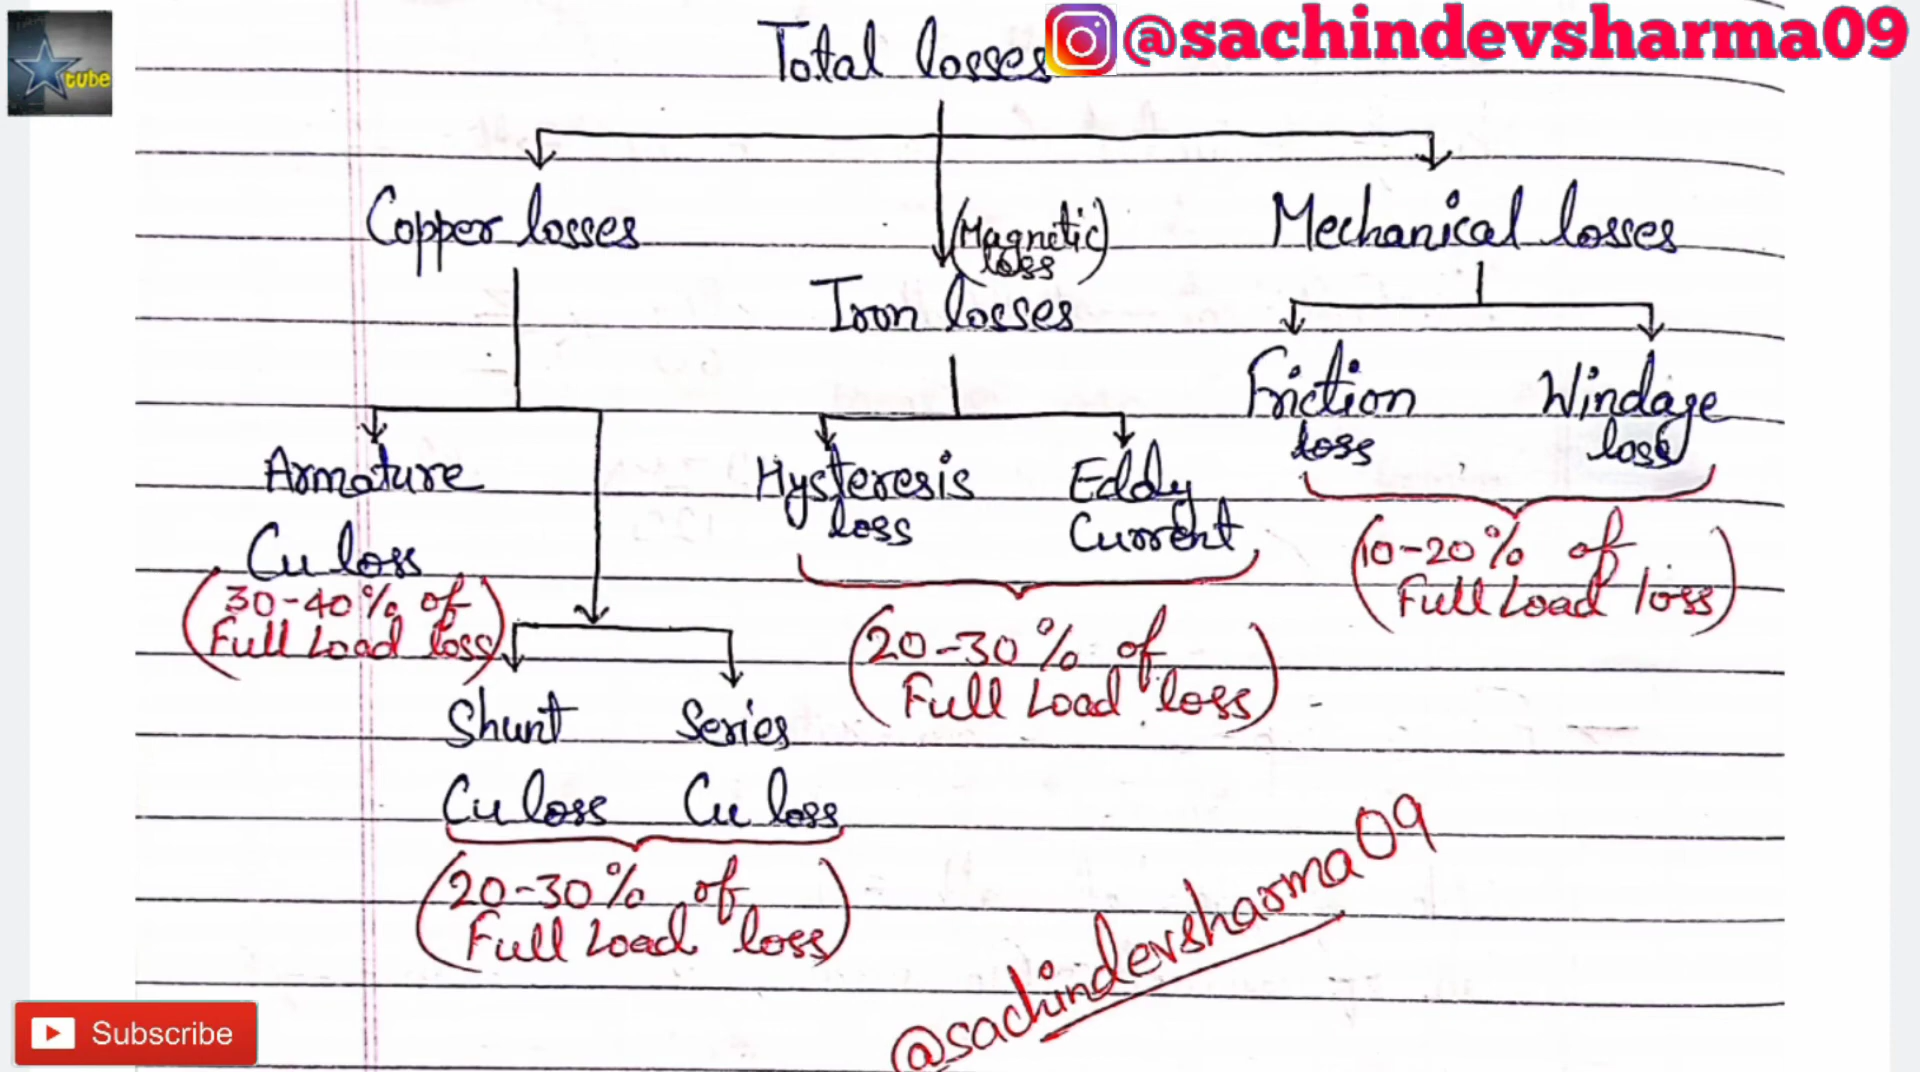 tube
@sachindevsharma09
Total losses
Copper losses
(Magnetic loss)
Iron losses
Mechanical losses
Friction loss
Windage loss
Armature
Cu loss
(30-40% of
Full Load loss)
Hysteresis
loss
Eddy
Current
(10-20% of
Full Load loss)
(20-30% of
Full Load loss)
Shunt
Cu loss
Series
Cu loss
(20-30% of
Full Load loss)
@sachindevsharma09
Subscribe